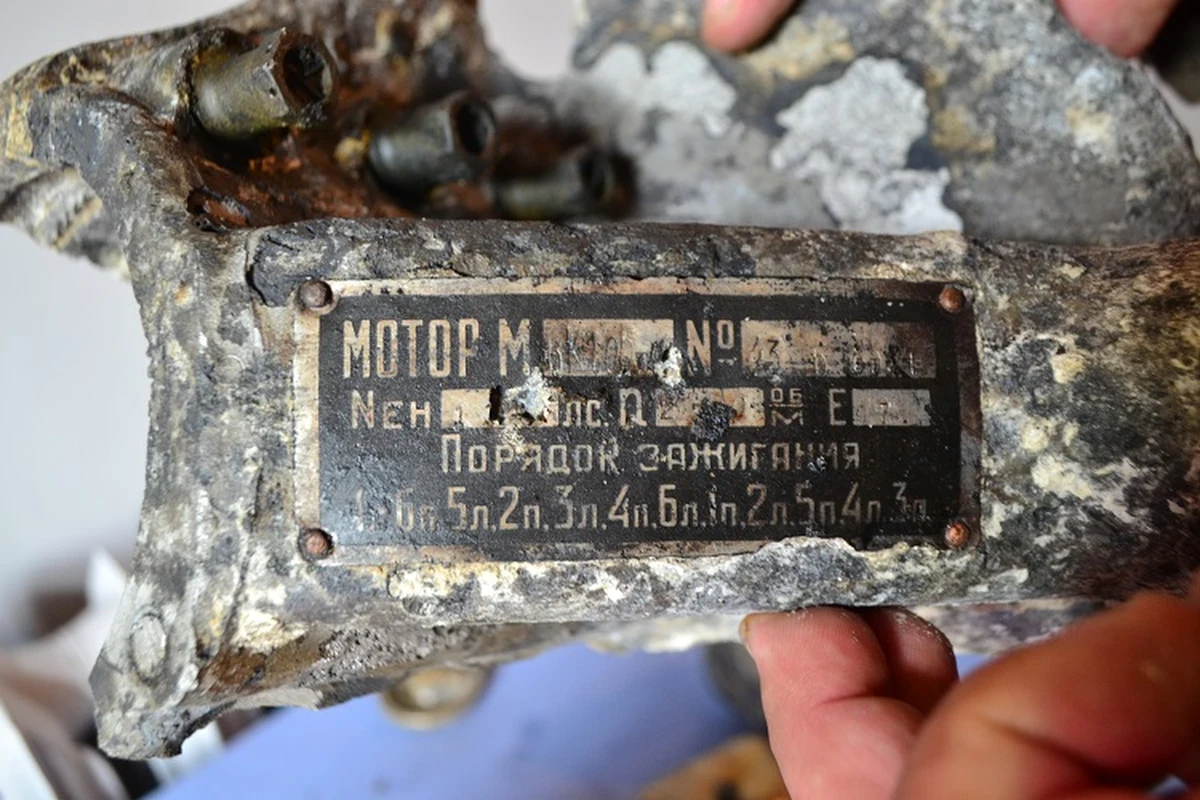 МОТОР М. №
Nен лс. П об/м Е
Порядок зажигания
1л.6п.5л.2п.3л.4п.6л.1п.2л.5п.4л.3п.